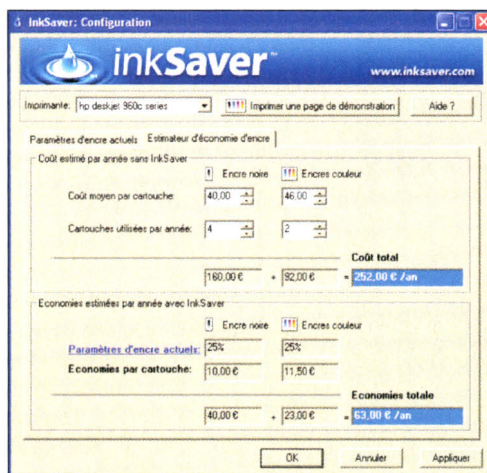 InkSaver: Configuration
inkSaver™
www.inksaver.com
Imprimante: hp deskjet 960c series Imprimer une page de démonstration Aide ?
Paramètres d'encre actuels Estimateur d'économie d'encre
Coût estimé par année sans InkSaver
Encre noire Encres couleur
Coût moyen par cartouche: 40,00 46,00
Cartouches utilisées par année: 4 2
Coût total
160,00 € + 92,00 € = 252,00 € /an
Economies estimées par année avec InkSaver
Encre noire Encres couleur
Paramètres d'encre actuels: 25% 25%
Economies par cartouche: 10,00 € 11,50 €
Economies totale
40,00 € + 23,00 € = 63,00 € /an
OK Annuler Appliquer